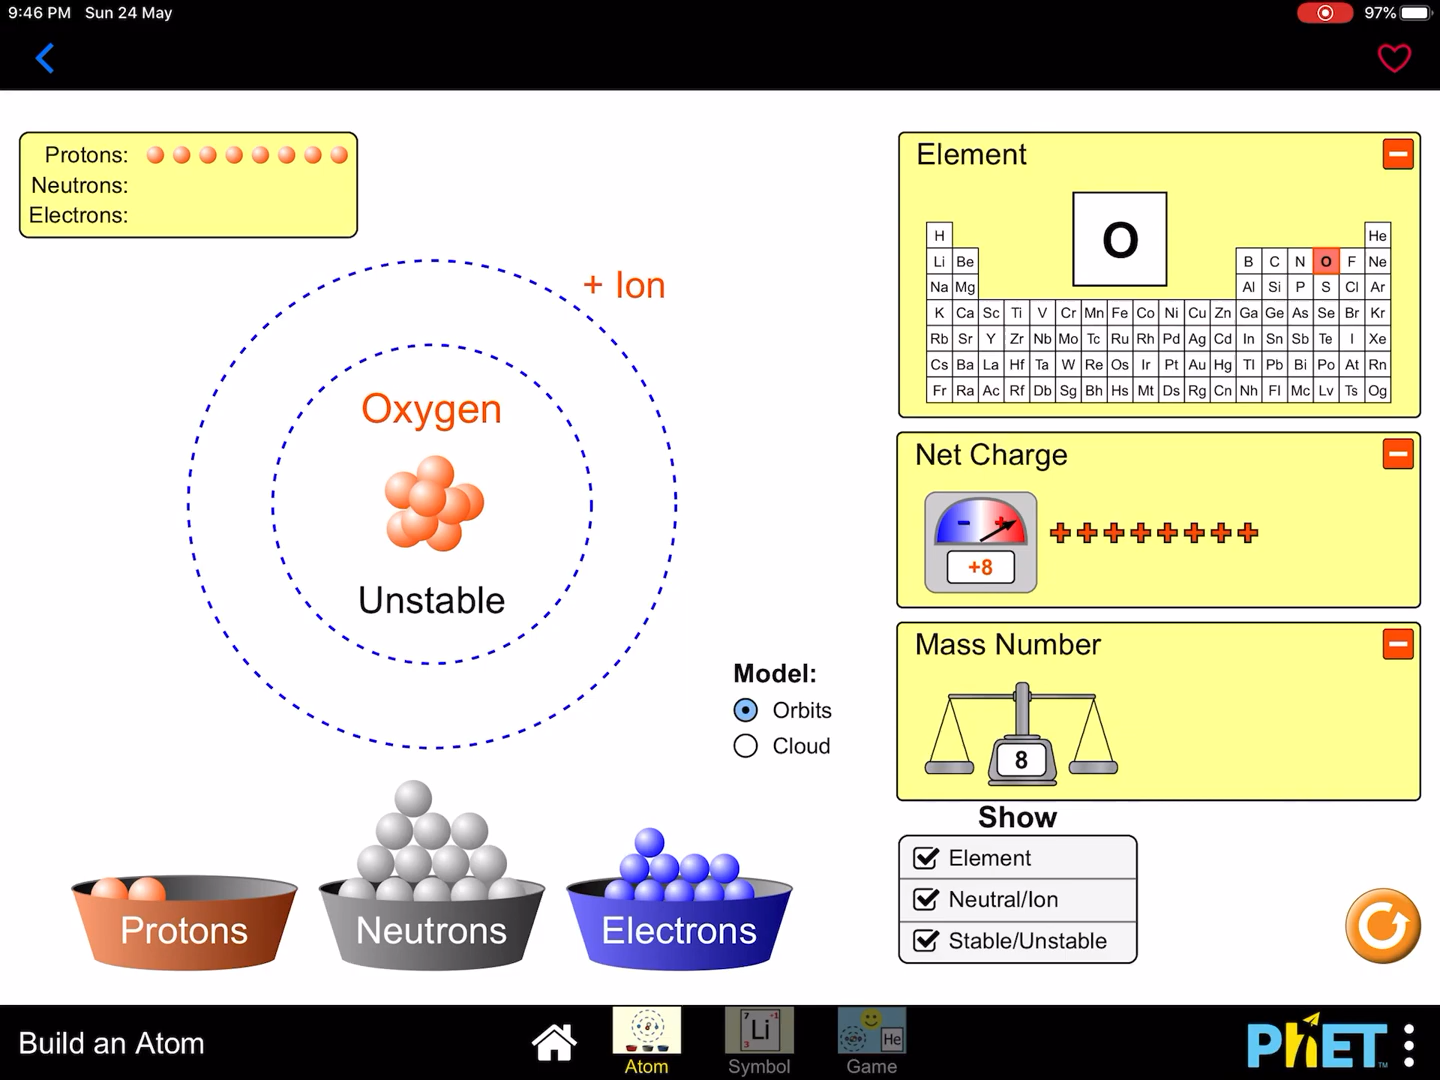 9:46 PM Sun 24 May
97%
Protons:
Neutrons:
Electrons:
+ Ion
Oxygen
Unstable
Model:
Orbits
Cloud
Protons
Neutrons
Electrons
Element
O
H He
Li Be B C N O F Ne
Na Mg Al Si P S Cl Ar
K Ca Sc Ti V Cr Mn Fe Co Ni Cu Zn Ga Ge As Se Br Kr
Rb Sr Y Zr Nb Mo Tc Ru Rh Pd Ag Cd In Sn Sb Te I Xe
Cs Ba La Hf Ta W Re Os Ir Pt Au Hg Tl Pb Bi Po At Rn
Fr Ra Ac Rf Db Sg Bh Hs Mt Ds Rg Cn Nh Fl Mc Lv Ts Og
Net Charge
- +
+8
++++++++
Mass Number
8
Show
Element
Neutral/Ion
Stable/Unstable
Build an Atom
Atom
7 +1
Li
3
Symbol
He
Game
PhET™